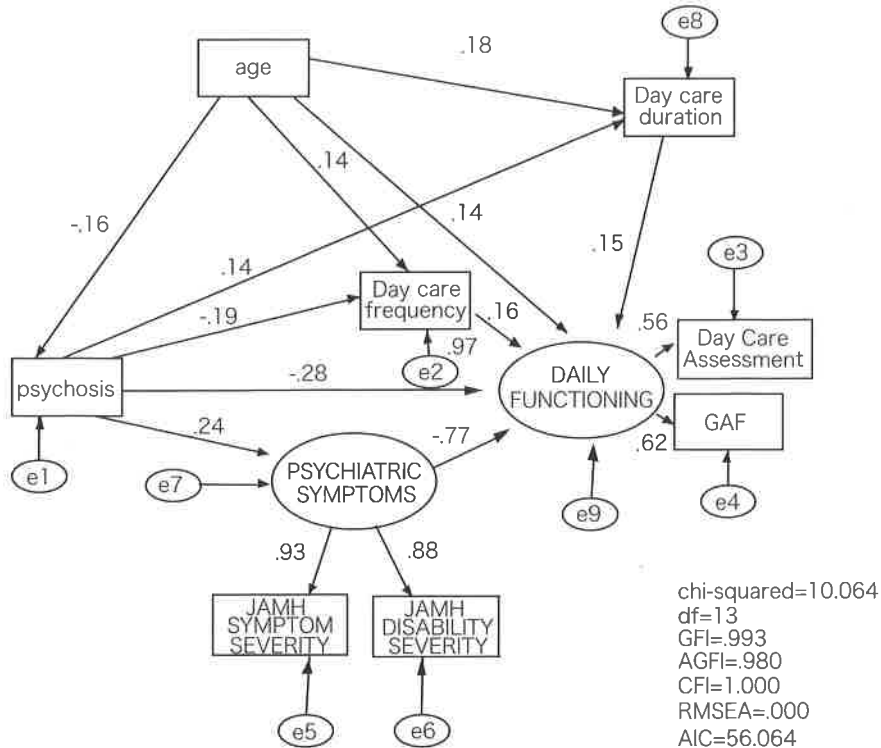 e8
.18
age
Day care
duration
.14
-.16
.14
.15
e3
.14
Day care
frequency
-.19
.16
.56
Day Care
Assessment
.97
e2
DAILY
FUNCTIONING
psychosis
-.28
GAF
.24
-.77
.62
PSYCHIATRIC
SYMPTOMS
e1
e7
e9
e4
.93
.88
JAMH
SYMPTOM
SEVERITY
JAMH
DISABILITY
SEVERITY
e5
e6
chi-squared=10.064
df=13
GFI=.993
AGFI=.980
CFI=1.000
RMSEA=.000
AIC=56.064